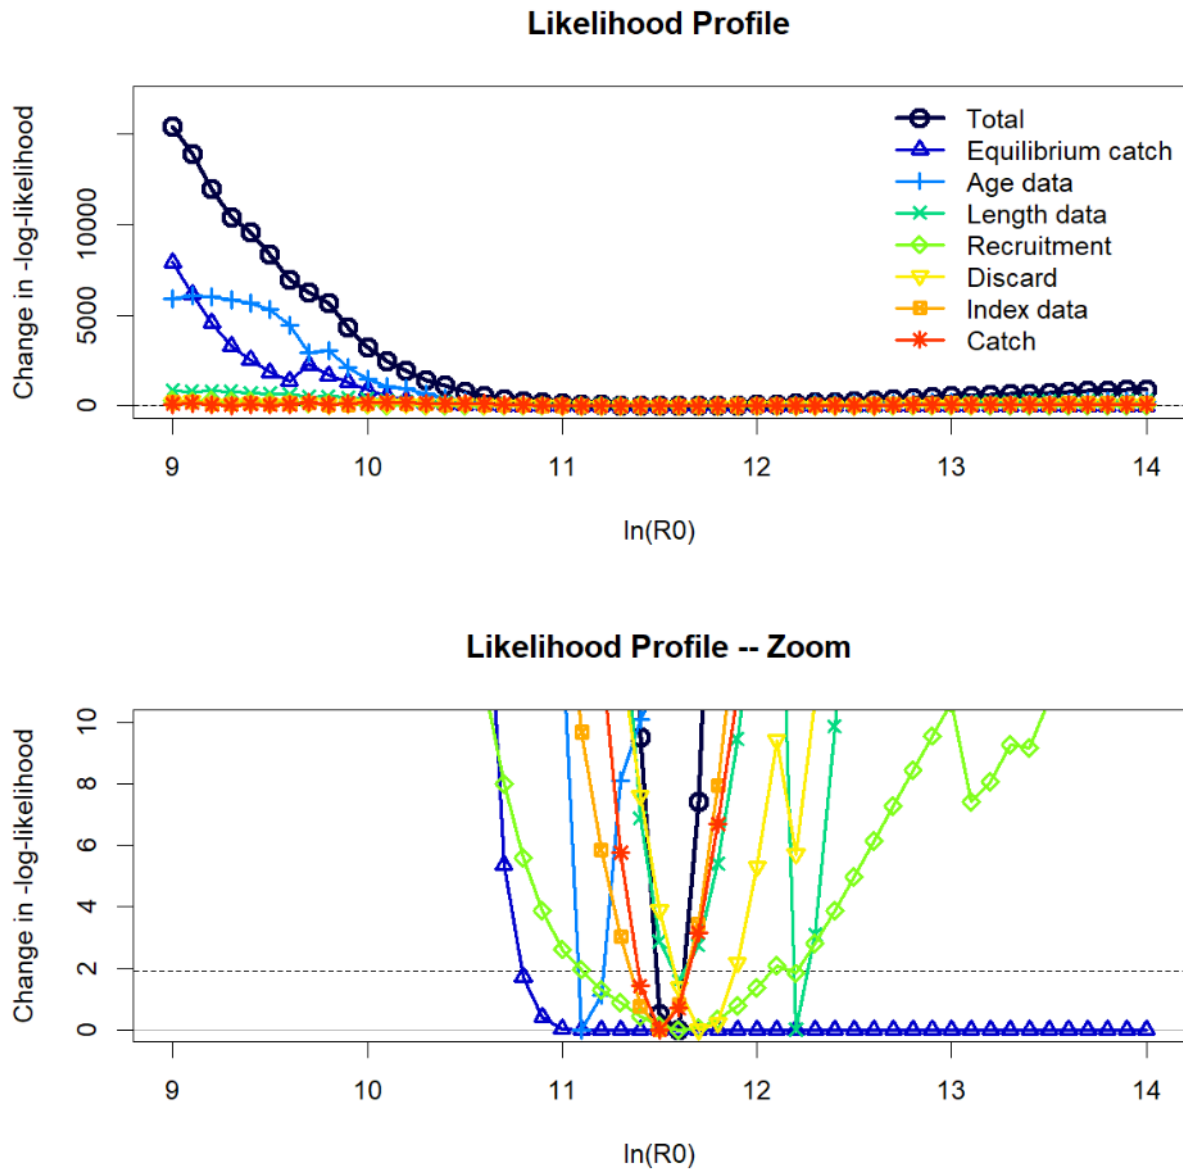 Likelihood Profile
Change in -log-likelihood
10000
5000
0
Total
Equilibrium catch
Age data
Length data
Recruitment
Discard
Index data
Catch
9 10 11 12 13 14
ln(R0)
Likelihood Profile -- Zoom
Change in -log-likelihood
10
8
6
4
2
0
9 10 11 12 13 14
ln(R0)